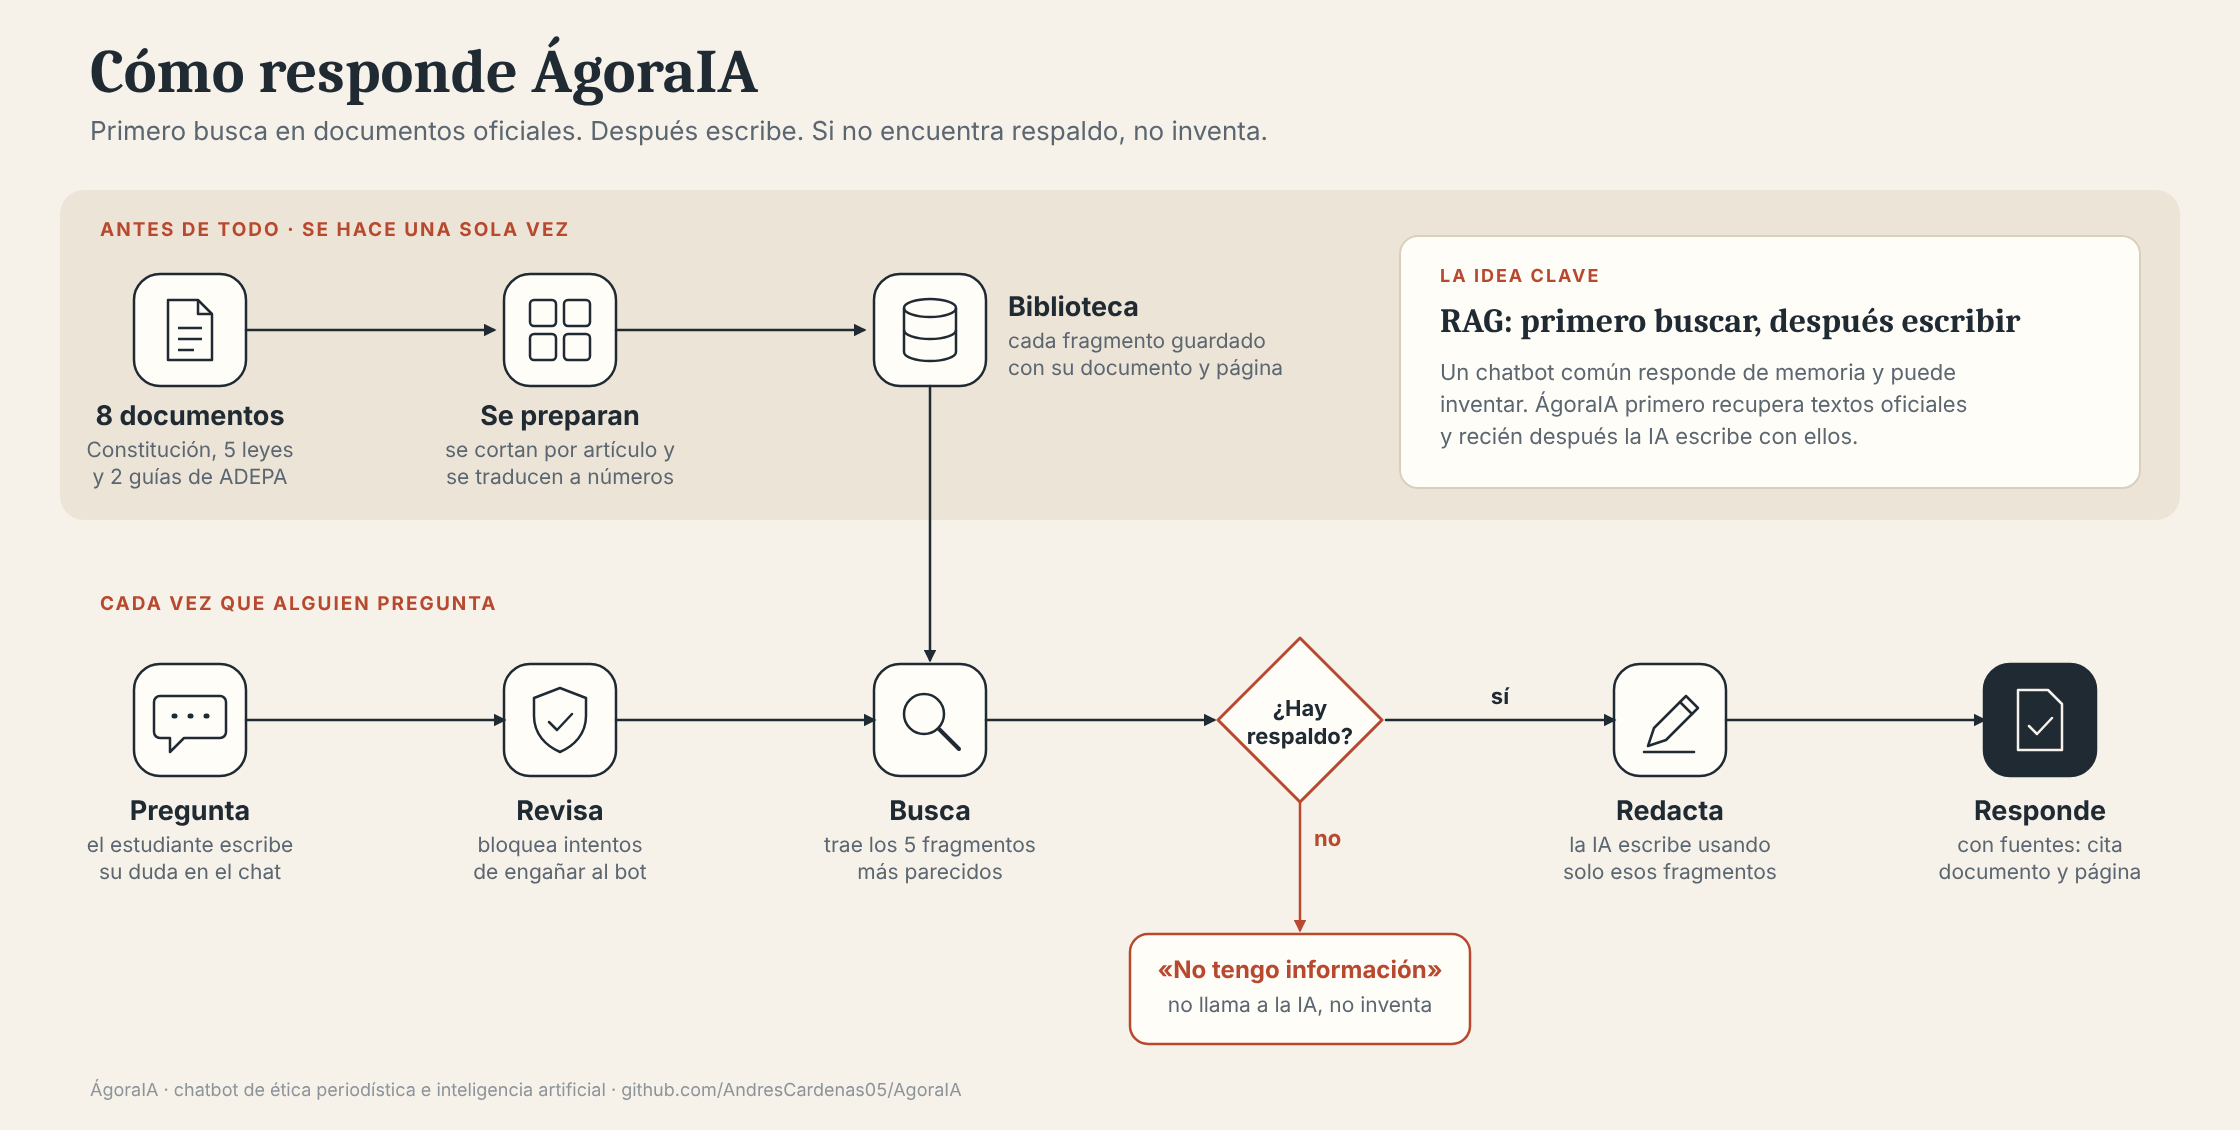 Cómo responde ÁgoraIA
Primero busca en documentos oficiales. Después escribe. Si no encuentra respaldo, no inventa.
ANTES DE TODO · SE HACE UNA SOLA VEZ
8 documentos
Constitución, 5 leyes
y 2 guías de ADEPA
Se preparan
se cortan por artículo y
se traducen a números
Biblioteca
cada fragmento guardado
con su documento y página
LA IDEA CLAVE
RAG: primero buscar, después escribir
Un chatbot común responde de memoria y puede
inventar. ÁgoraIA primero recupera textos oficiales
y recién después la IA escribe con ellos.
CADA VEZ QUE ALGUIEN PREGUNTA
Pregunta
el estudiante escribe
su duda en el chat
Revisa
bloquea intentos
de engañar al bot
Busca
trae los 5 fragmentos
más parecidos
¿Hay
respaldo?
sí
no
«No tengo información»
no llama a la IA, no inventa
Redacta
la IA escribe usando
solo esos fragmentos
Responde
con fuentes: cita
documento y página
ÁgoraIA · chatbot de ética periodística e inteligencia artificial · github.com/AndresCardenas05/AgoraIA